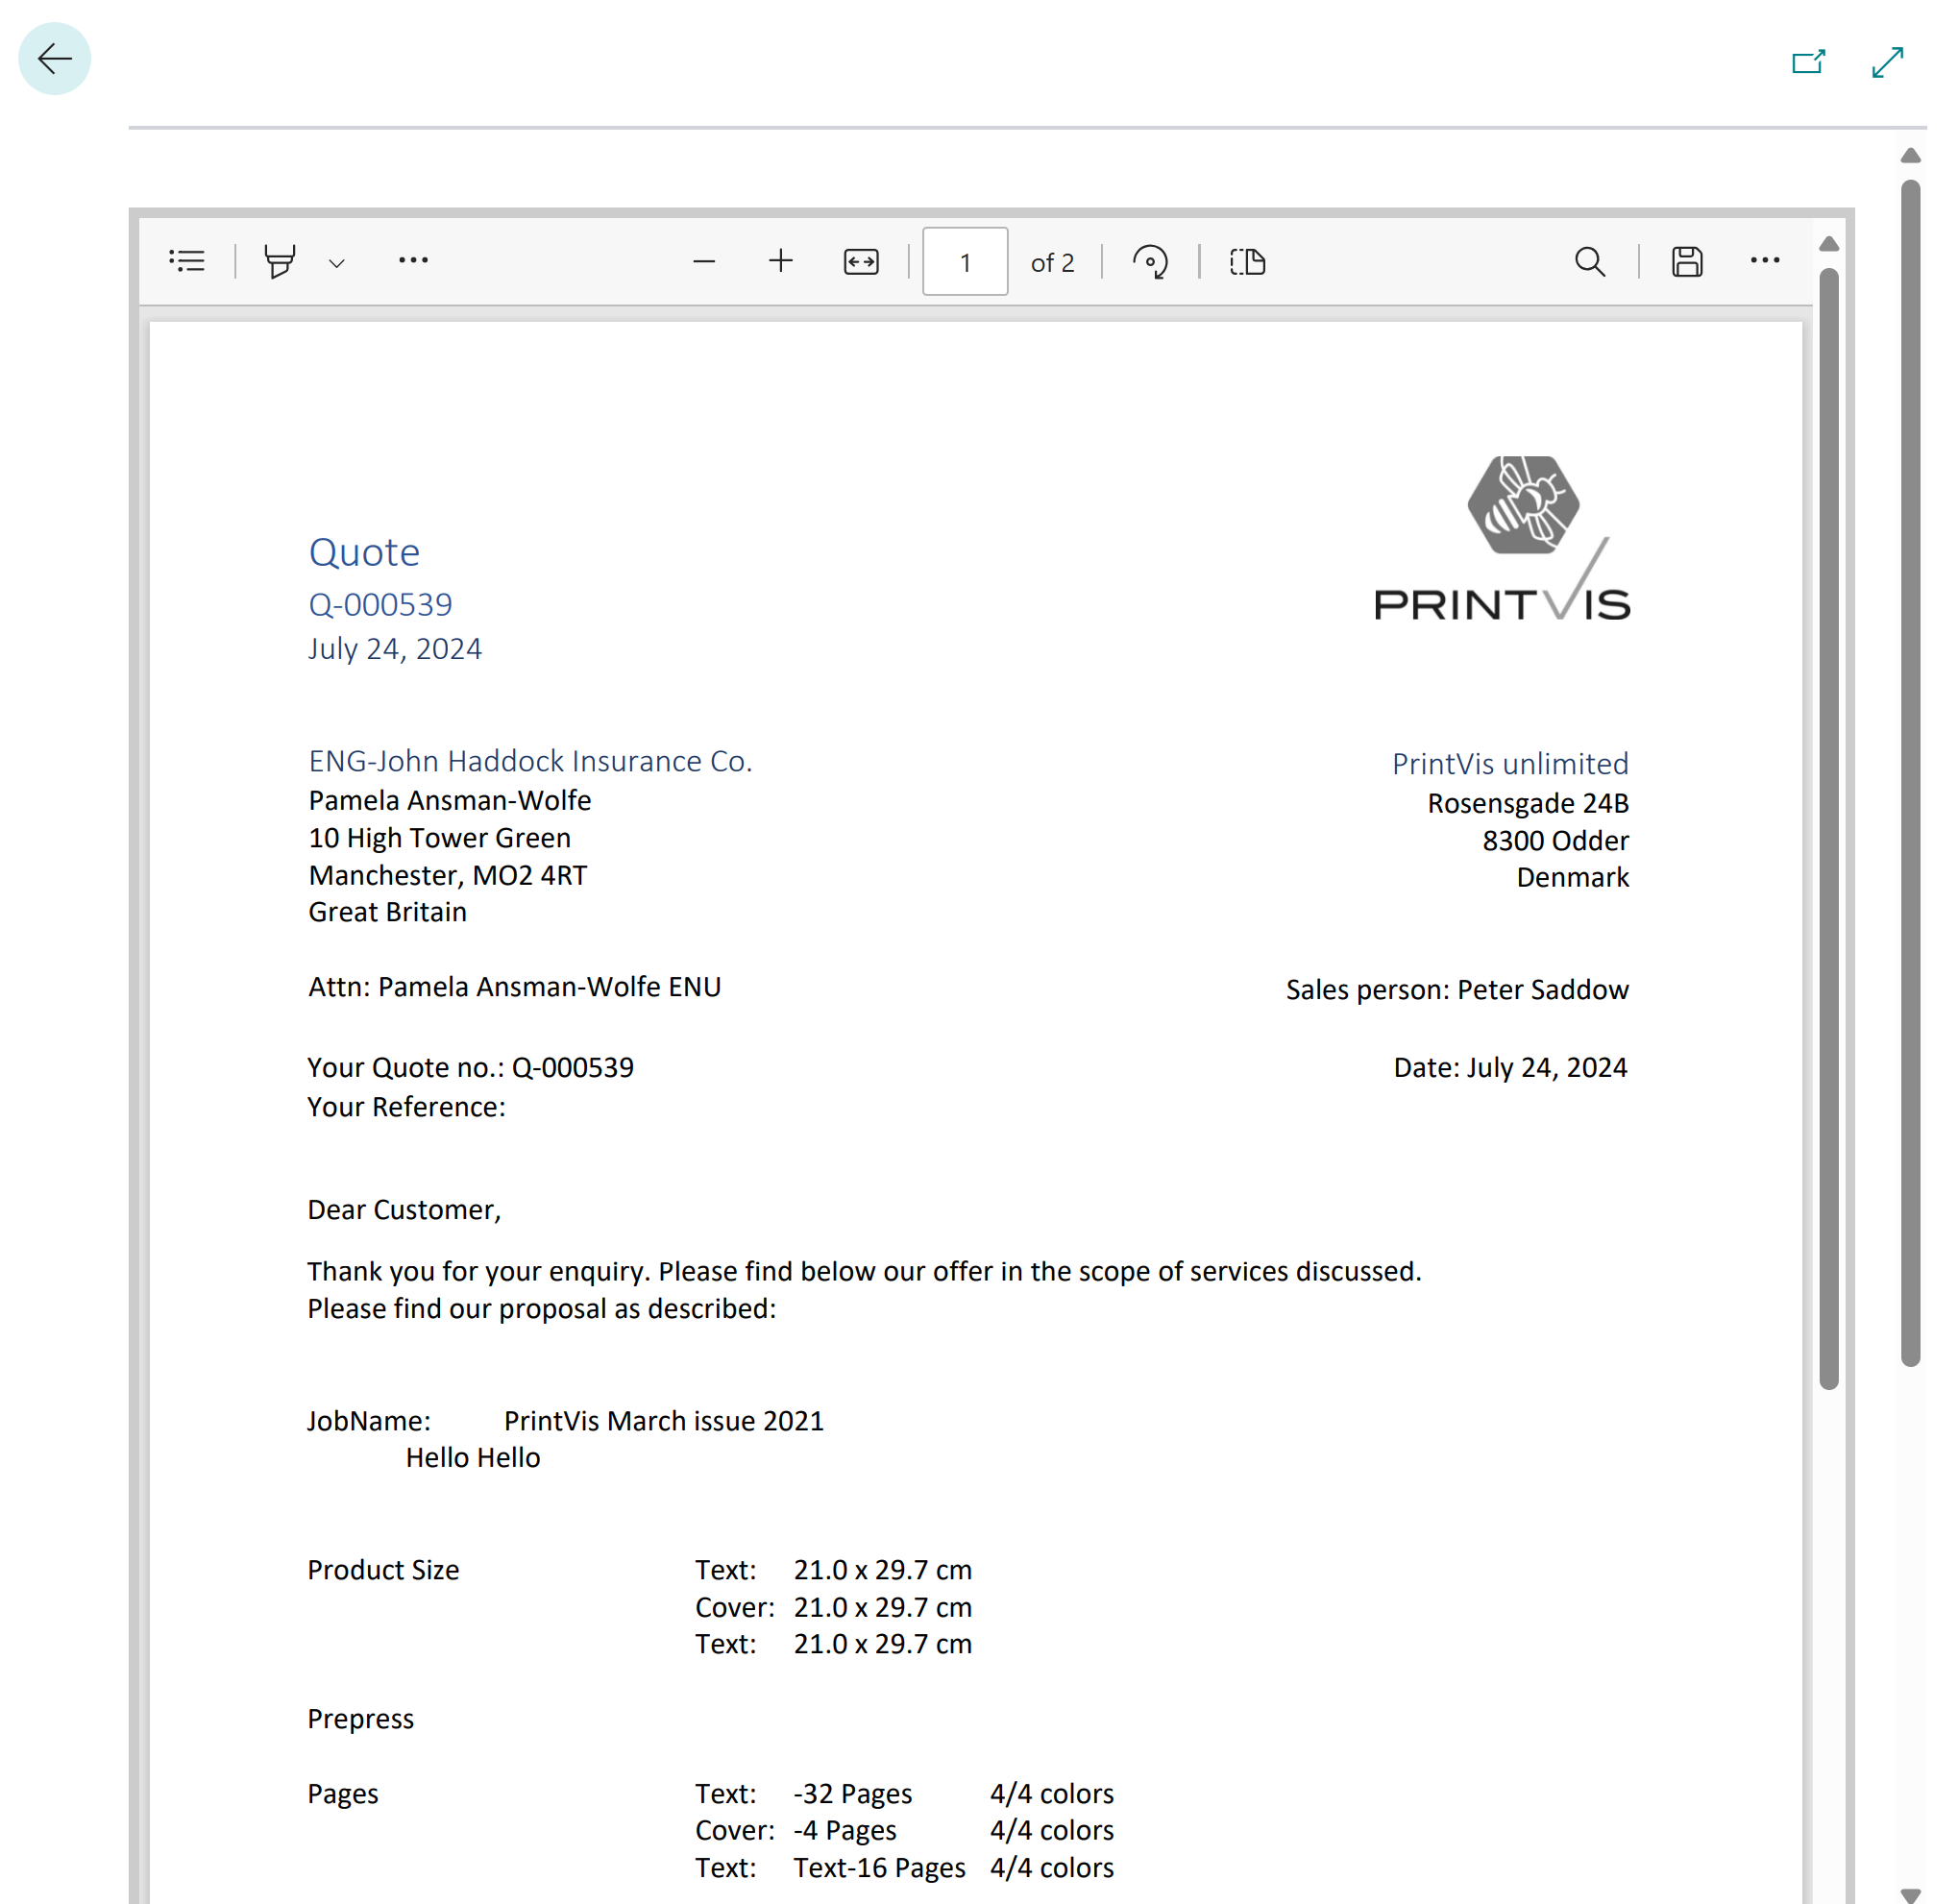 1 of 2
PRINTVIS
Quote
Q-000539
July 24, 2024
ENG-John Haddock Insurance Co.
Pamela Ansman-Wolfe
10 High Tower Green
Manchester, MO2 4RT
Great Britain
PrintVis unlimited
Rosensgade 24B
8300 Odder
Denmark
Attn: Pamela Ansman-Wolfe ENU
Sales person: Peter Saddow
Your Quote no.: Q-000539
Date: July 24, 2024
Your Reference:
Dear Customer,
Thank you for your enquiry. Please find below our offer in the scope of services discussed.
Please find our proposal as described:
JobName: PrintVis March issue 2021
Hello Hello
Product Size Text: 21.0 x 29.7 cm
Cover: 21.0 x 29.7 cm
Text: 21.0 x 29.7 cm
Prepress
Pages Text: -32 Pages 4/4 colors
Cover: -4 Pages 4/4 colors
Text: Text-16 Pages 4/4 colors